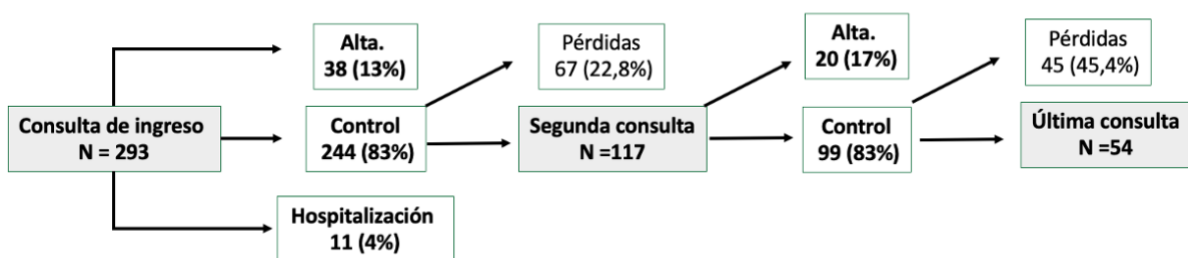 Consulta de ingreso
N = 293
Alta.
38 (13%)
Control
244 (83%)
Hospitalización
11 (4%)
Pérdidas
67 (22,8%)
Segunda consulta
N =117
Alta.
20 (17%)
Control
99 (83%)
Pérdidas
45 (45,4%)
Última consulta
N =54